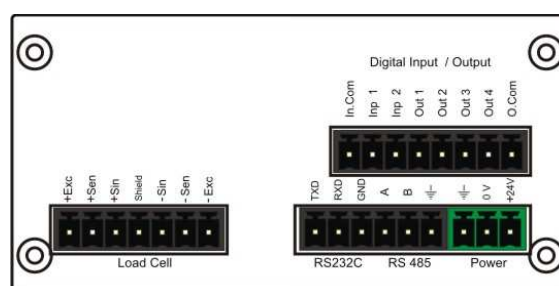 Digital Input / Output
In.Com Inp 1 Inp 2 Out 1 Out 2 Out 3 Out 4 O.Com
+Exc +Sen +Sin Shield -Sin -Sen -Exc
TXD RXD GND A B 0 V +24V
Load Cell RS232C RS 485 Power